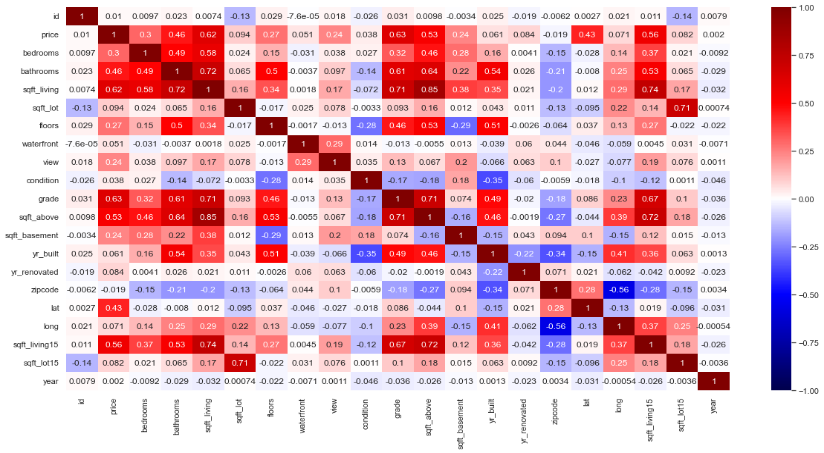 id 1 0.01 0.0097 0.023 0.0074 -0.13 0.029 -7.6e-05 0.018 -0.026 0.031 0.0098 -0.0034 0.025 -0.019 -0.0062 0.0027 0.021 0.011 -0.14 0.0079
price 0.01 1 0.3 0.46 0.62 0.094 0.27 0.051 0.24 0.038 0.63 0.53 0.24 0.061 0.084 -0.019 0.43 0.071 0.56 0.082 0.002
bedrooms 0.0097 0.3 1 0.49 0.58 0.024 0.15 -0.031 0.038 0.027 0.32 0.46 0.28 0.16 0.0041 -0.15 -0.028 0.14 0.37 0.021 -0.0092
bathrooms 0.023 0.46 0.49 1 0.72 0.065 0.5 -0.0037 0.097 -0.14 0.61 0.64 0.22 0.54 0.026 -0.21 -0.008 0.25 0.53 0.065 -0.029
sqft_living 0.0074 0.62 0.58 0.72 1 0.16 0.34 0.0018 0.17 -0.072 0.71 0.85 0.38 0.35 0.021 -0.2 0.012 0.29 0.74 0.17 -0.032
sqft_lot -0.13 0.094 0.024 0.065 0.16 1 -0.017 0.025 0.078 -0.0033 0.093 0.16 0.012 0.043 0.011 -0.13 -0.095 0.22 0.14 0.71 0.00074
floors 0.029 0.27 0.15 0.5 0.34 -0.017 1 -0.0017 -0.013 -0.28 0.46 0.53 -0.29 0.51 -0.0026 -0.064 0.037 0.13 0.27 -0.022 -0.022
waterfront -7.6e-05 0.051 -0.031 -0.0037 0.0018 0.025 -0.0017 1 0.29 0.014 -0.013 -0.0055 0.013 -0.039 0.06 0.044 -0.046 -0.059 0.0045 0.031 -0.0071
view 0.018 0.24 0.038 0.097 0.17 0.078 -0.013 0.29 1 0.035 0.13 0.067 0.2 -0.066 0.063 0.1 -0.027 -0.077 0.19 0.076 0.0011
condition -0.026 0.038 0.027 -0.14 -0.072 -0.0033 -0.28 0.014 0.035 1 -0.17 -0.18 0.18 -0.35 -0.06 -0.0059 -0.018 -0.1 -0.12 0.0011 -0.046
grade 0.031 0.63 0.32 0.61 0.71 0.093 0.46 -0.013 0.13 -0.17 1 0.71 0.074 0.49 -0.02 -0.18 0.086 0.23 0.67 0.1 -0.036
sqft_above 0.0098 0.53 0.46 0.64 0.85 0.16 0.53 -0.0055 0.067 -0.18 0.71 1 -0.16 0.46 -0.0019 -0.27 -0.044 0.39 0.72 0.18 -0.026
sqft_basement -0.0034 0.24 0.28 0.22 0.38 0.012 -0.29 0.013 0.2 0.18 0.074 -0.16 1 -0.15 0.043 0.094 0.1 -0.15 0.12 0.015 -0.013
yr_built 0.025 0.061 0.16 0.54 0.35 0.043 0.51 -0.039 -0.066 -0.35 0.49 0.46 -0.15 1 -0.22 -0.34 -0.15 0.41 0.36 0.063 0.0013
yr_renovated -0.019 0.084 0.0041 0.026 0.021 0.011 -0.0026 0.06 0.063 -0.06 -0.02 -0.0019 0.043 -0.22 1 0.071 0.021 -0.062 -0.042 0.0092 -0.023
zipcode -0.0062 -0.019 -0.15 -0.21 -0.2 -0.13 -0.064 0.044 0.1 -0.0059 -0.18 -0.27 0.094 -0.34 0.071 1 0.28 -0.56 -0.28 -0.15 0.0034
lat 0.0027 0.43 -0.028 -0.008 0.012 -0.095 0.037 -0.046 -0.027 -0.018 0.086 -0.044 0.1 -0.15 0.021 0.28 1 -0.13 0.019 -0.096 -0.031
long 0.021 0.071 0.14 0.25 0.29 0.22 0.13 -0.059 -0.077 -0.1 0.23 0.39 -0.15 0.41 -0.062 -0.56 -0.13 1 0.37 0.25 -0.00054
sqft_living15 0.011 0.56 0.37 0.53 0.74 0.14 0.27 0.0045 0.19 -0.12 0.67 0.72 0.12 0.36 -0.042 -0.28 0.019 0.37 1 0.18 -0.026
sqft_lot15 -0.14 0.082 0.021 0.065 0.17 0.71 -0.022 0.031 0.076 0.0011 0.1 0.18 0.015 0.063 0.0092 -0.15 -0.096 0.25 0.18 1 -0.0036
year 0.0079 0.002 -0.0092 -0.029 -0.032 0.00074 -0.022 -0.0071 0.0011 -0.046 -0.036 -0.026 -0.013 0.0013 -0.023 0.0034 -0.031 -0.00054 -0.026 -0.0036 1
id price bedrooms bathrooms sqft_living sqft_lot floors waterfront view condition grade sqft_above sqft_basement yr_built yr_renovated zipcode lat long sqft_living15 sqft_lot15 year
1.00
0.75
0.50
0.25
0.00
-0.25
-0.50
-0.75
-1.00